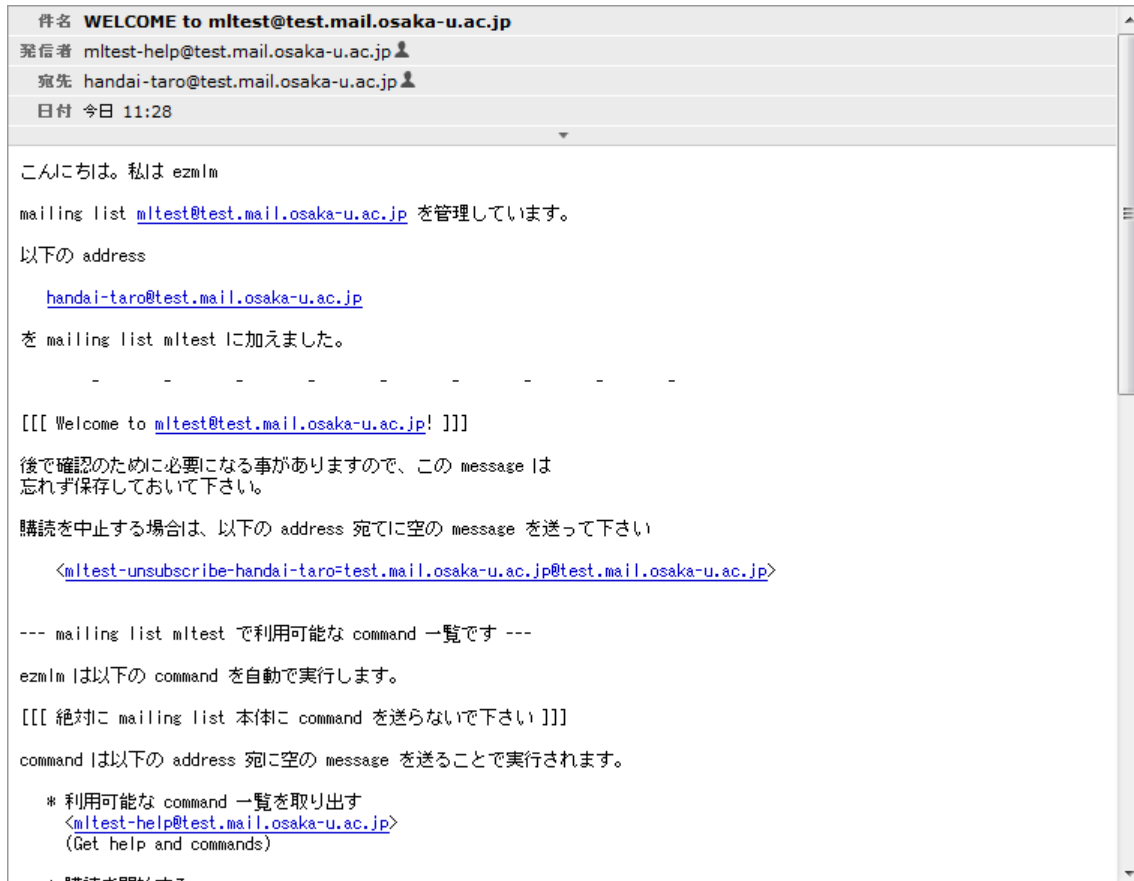 件名 WELCOME to mltest@test.mail.osaka-u.ac.jp
発信者 mltest-help@test.mail.osaka-u.ac.jp
宛先 handai-taro@test.mail.osaka-u.ac.jp
日付 今日 11:28
こんにちは。私は ezmlm
mailing list mltest@test.mail.osaka-u.ac.jp を管理しています。
以下の address
handai-taro@test.mail.osaka-u.ac.jp
を mailing list mltest に加えました。
- - - - - - - - -
[[[ Welcome to mltest@test.mail.osaka-u.ac.jp! ]]]
後で確認のために必要になる事がありますので、この message は
忘れず保存しておいて下さい。
購読を中止する場合は、以下の address 宛てに空の message を送って下さい
<mltest-unsubscribe-handai-taro=test.mail.osaka-u.ac.jp@test.mail.osaka-u.ac.jp>
--- mailing list mltest で利用可能な command 一覧です ---
ezmlm は以下の command を自動で実行します。
[[[ 絶対に mailing list 本体に command を送らないで下さい ]]]
command は以下の address 宛に空の message を送ることで実行されます。
* 利用可能な command 一覧を取り出す
<mltest-help@test.mail.osaka-u.ac.jp>
(Get help and commands)